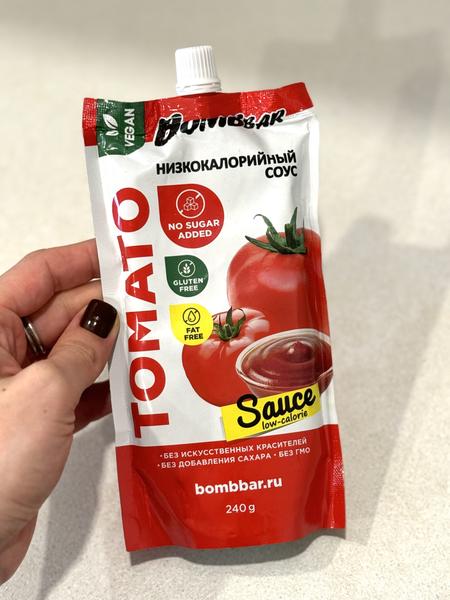 VEGAN
BOMBBAR
НИЗКОКАЛОРИЙНЫЙ
СОУС
TOMATO
NO SUGAR
ADDED
GLUTEN
FREE
FAT
FREE
Sauce
low-calorie
• БЕЗ ИСКУССТВЕННЫХ КРАСИТЕЛЕЙ
• БЕЗ ДОБАВЛЕНИЯ САХАРА • БЕЗ ГМО
bombbar.ru
240 g